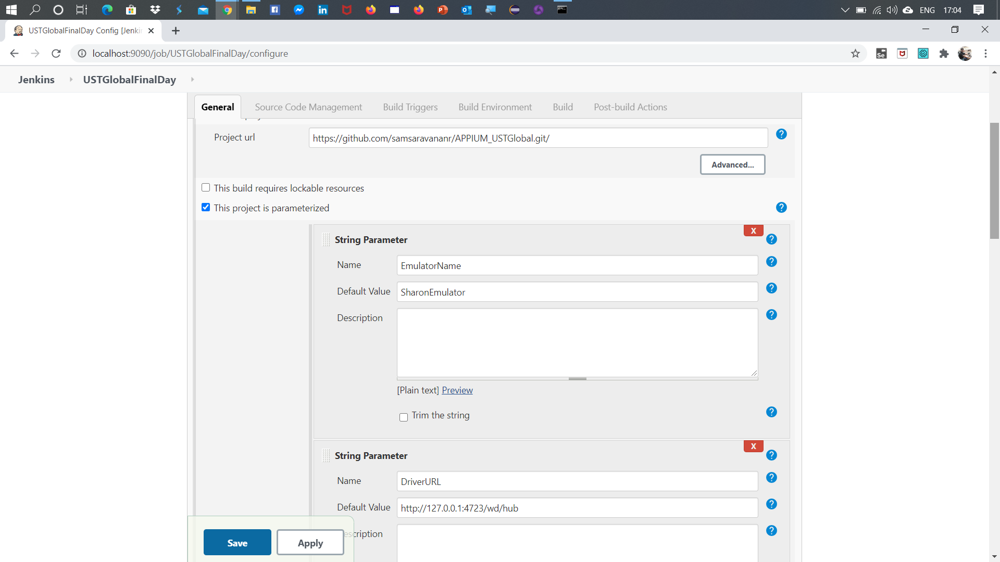 ENG 17:04
USTGlobalFinalDay Config [Jenki
localhost:9090/job/USTGlobalFinalDay/configure
Jenkins USTGlobalFinalDay
General Source Code Management Build Triggers Build Environment Build Post-build Actions
Project url https://github.com/samsaravananr/APPIUM_USTGlobal.git/
Advanced...
This build requires lockable resources
This project is parameterized
X
String Parameter
Name EmulatorName
Default Value SharonEmulator
Description
[Plain text] Preview
Trim the string
X
String Parameter
Name DriverURL
Default Value http://127.0.0.1:4723/wd/hub
escription
Save Apply